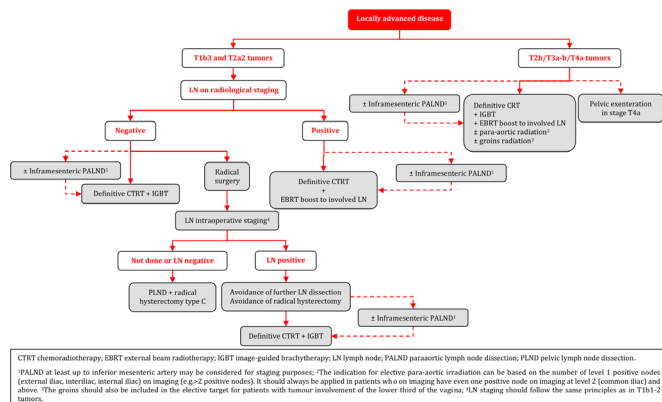 Locally advanced disease
T1b3 and T2a2 tumors
T2b/T3a-b/T4a tumors
LN on radiological staging
± Inframesenteric PALND¹
Definitive CRT
+ IGBT
+ EBRT boost to involved LN
± para-aortic radiation²
± groins radiation³
Pelvic exenteration
in stage T4a
Negative
Positive
± Inframesenteric PALND¹
Radical
surgery
± Inframesenteric PALND¹
Definitive CTRT + IGBT
Definitive CTRT
+
EBRT boost to involved LN
LN intraoperative staging⁴
Not done or LN negative
LN positive
PLND + radical
hysterectomy type C
Avoidance of further LN dissection
Avoidance of radical hysterectomy
± Inframesenteric PALND¹
Definitive CTRT + IGBT
CTRT chemoradiotherapy; EBRT external beam radiotherapy; IGBT image-guided brachytherapy; LN lymph node; PALND paraaortic lymph node dissection; PLND pelvic lymph node dissection.
¹PALND at least up to inferior mesenteric artery may be considered for staging purposes; ²The indication for elective para-aortic irradiation can be based on the number of level 1 positive nodes
(external iliac, interiliac, internal iliac) on imaging (e.g.>2 positive nodes). It should always be applied in patients who on imaging have even one positive node on imaging at level 2 (common iliac) and
above. ³The groins should also be included in the elective target for patients with tumour involvement of the lower third of the vagina; ⁴LN staging should follow the same principles as in T1b1-2
tumors.